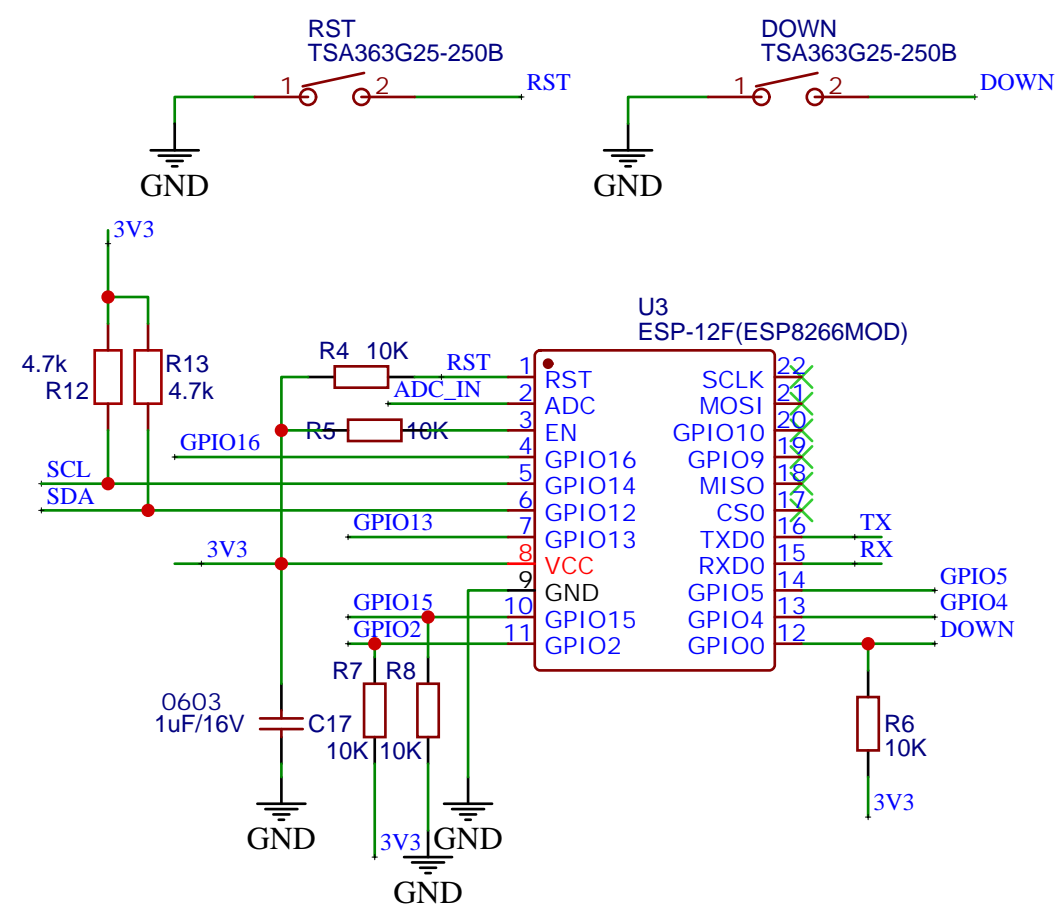 RST
TSA363G25-250B
1 2 RST
GND
DOWN
TSA363G25-250B
1 2 DOWN
GND
3V3
4.7k
R12
R13
4.7k
U3
ESP-12F(ESP8266MOD)
R4 10K RST 1 RST
ADC_IN 2 ADC
R5 10K 3 EN
GPIO16 4 GPIO16
SCL 5 GPIO14
SDA 6 GPIO12
GPIO13 7 GPIO13
3V3 8 VCC
9 GND
GPIO15 10 GPIO15
GPIO2 11 GPIO2
SCLK 22
MOSI 21
GPIO10 20
GPIO9 19
MISO 18
CS0 17
TXD0 16 TX
RXD0 15 RX
GPIO5 14 GPIO5
GPIO4 13 GPIO4
GPIO0 12 DOWN
0603
1uF/16V C17
GND
R7 R8
10K 10K
3V3
GND
GND
R6
10K
3V3